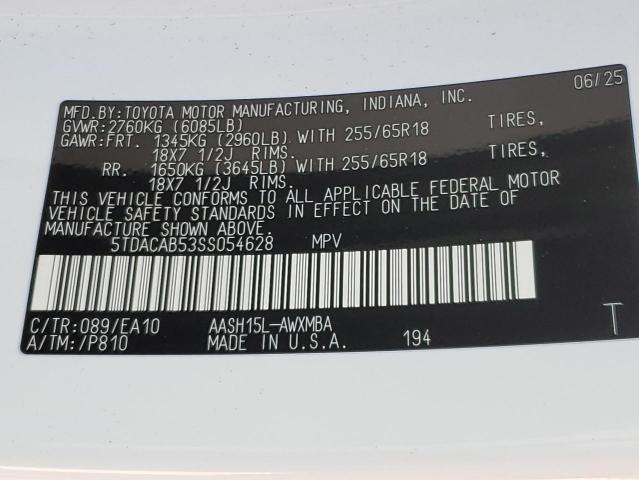 06/25
MFD.BY:TOYOTA MOTOR MANUFACTURING, INDIANA, INC.
GVWR:2760KG (6085LB)
GAWR:FRT. 1345KG (2960LB) WITH 255/65R18 TIRES,
18X7 1/2J RIMS.
RR. 1650KG (3645LB) WITH 255/65R18 TIRES,
18X7 1/2J RIMS.
THIS VEHICLE CONFORMS TO ALL APPLICABLE FEDERAL MOTOR
VEHICLE SAFETY STANDARDS IN EFFECT ON THE DATE OF
MANUFACTURE SHOWN ABOVE.
5TDACAB53SS054628 MPV
C/TR:089/EA10 AASH15L-AWXMBA
A/TM:/P810 MADE IN U.S.A. 194 T